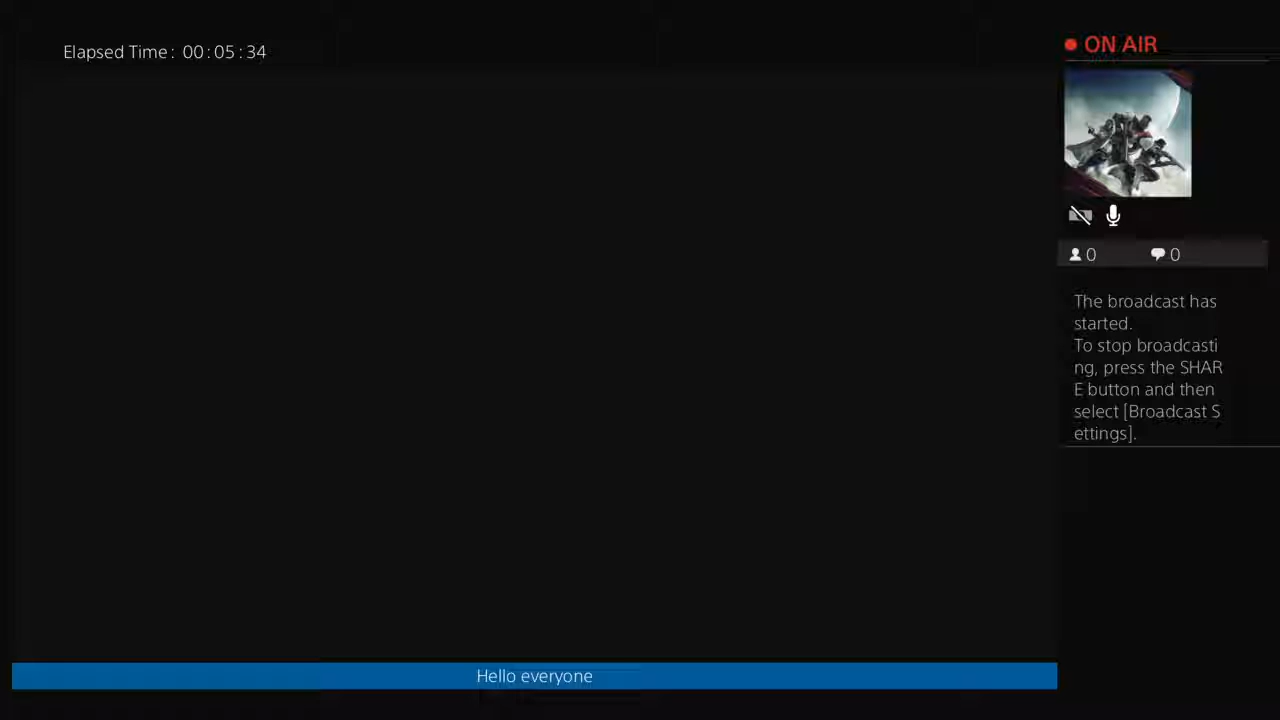 Elapsed Time: 00:05:34
ON AIR
0 0
The broadcast has
started.
To stop broadcasti
ng, press the SHAR
E button and then
select [Broadcast S
ettings].
Hello everyone